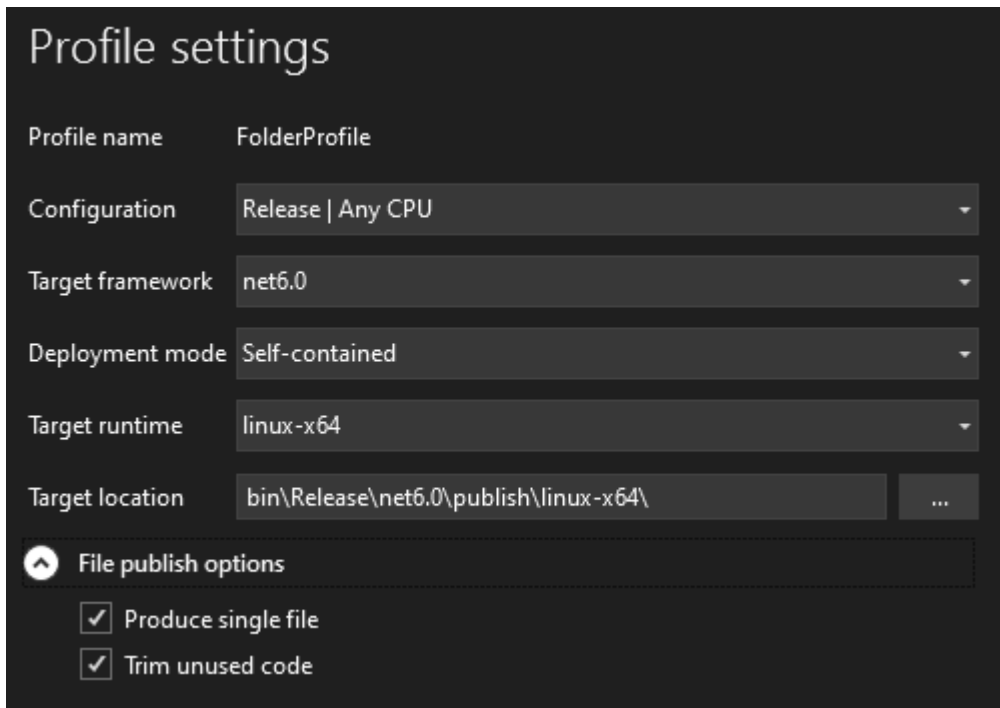 Profile settings
Profile name FolderProfile
Configuration Release | Any CPU
Target framework net6.0
Deployment mode Self-contained
Target runtime linux-x64
Target location bin\Release\net6.0\publish\linux-x64\ ...
File publish options
Produce single file
Trim unused code